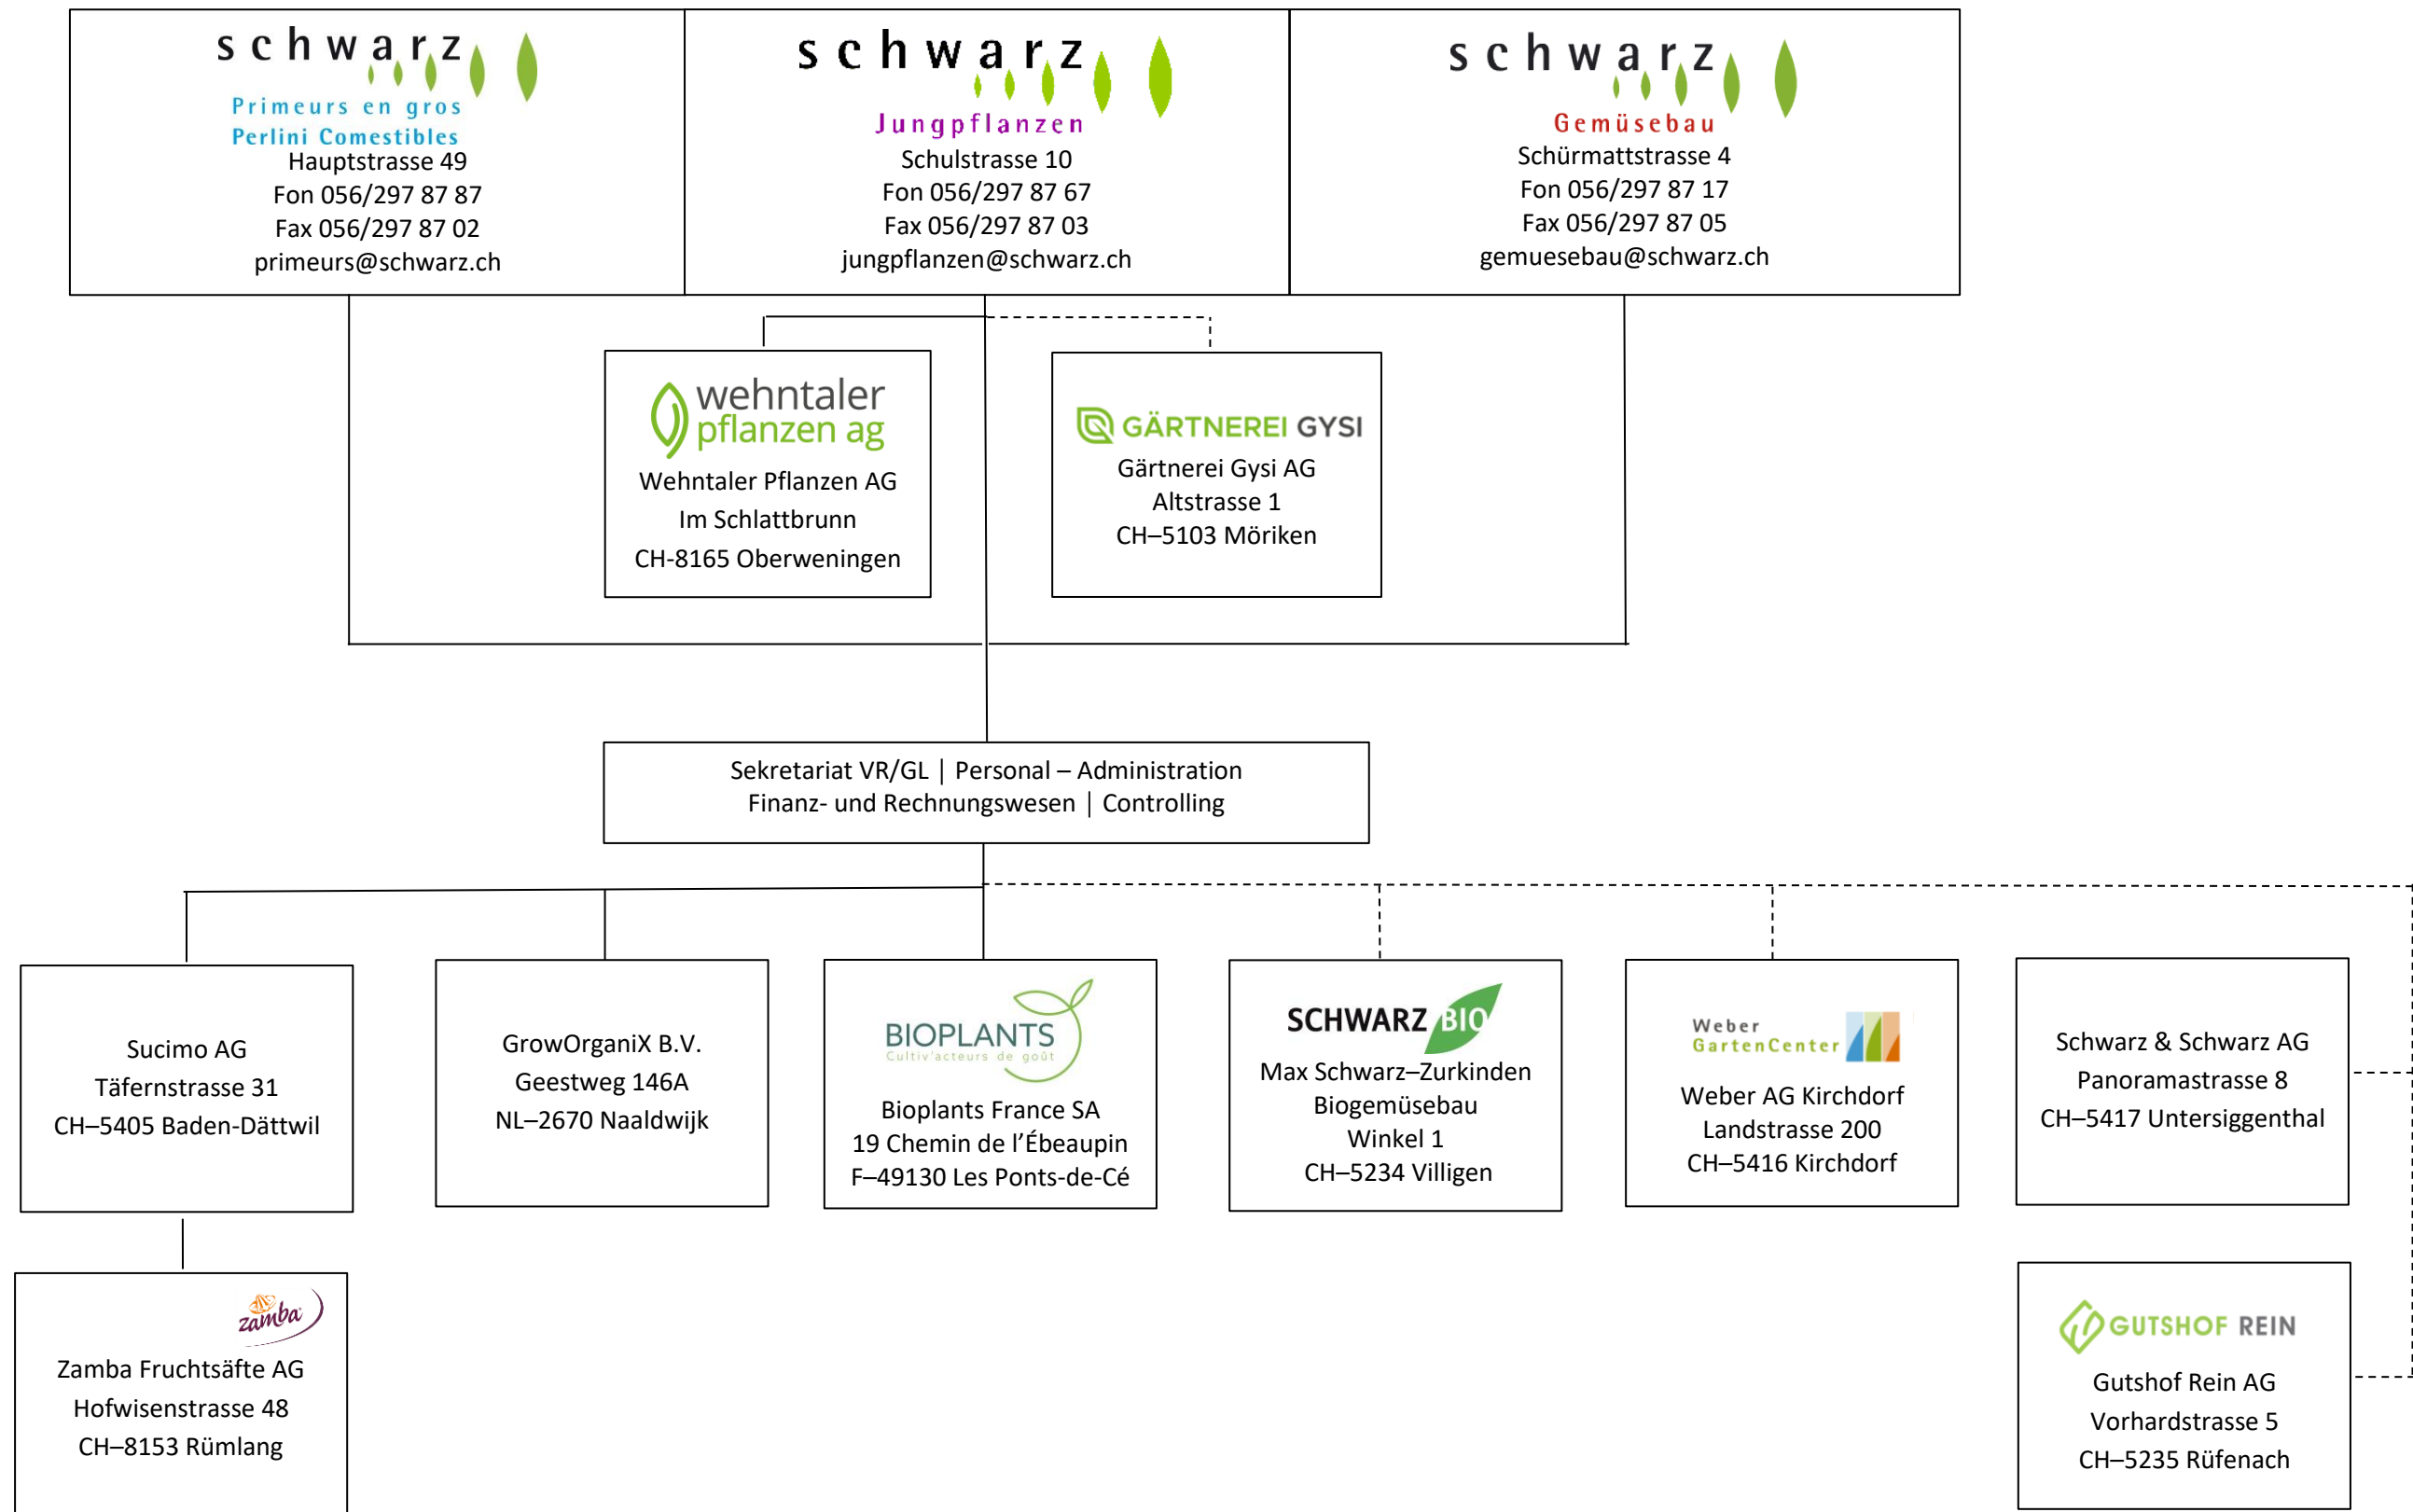 schwarz
Primeurs en gros
Perlini Comestibles
Hauptstrasse 49
Fon 056/297 87 87
Fax 056/297 87 02
primeurs@schwarz.ch
schwarz
Jungpflanzen
Schulstrasse 10
Fon 056/297 87 67
Fax 056/297 87 03
jungpflanzen@schwarz.ch
schwarz
Gemüsebau
Schürmattstrasse 4
Fon 056/297 87 17
Fax 056/297 87 05
gemuesebau@schwarz.ch
wehntaler
pflanzen ag
Wehntaler Pflanzen AG
Im Schlattbrunn
CH-8165 Oberweningen
GÄRTNEREI GYSI
Gärtnerei Gysi AG
Altstrasse 1
CH–5103 Möriken
Sekretariat VR/GL | Personal – Administration
Finanz- und Rechnungswesen | Controlling
Sucimo AG
Täfernstrasse 31
CH–5405 Baden-Dättwil
GrowOrganiX B.V.
Geestweg 146A
NL–2670 Naaldwijk
BIOPLANTS
Cultiv'acteurs de goût
Bioplants France SA
19 Chemin de l’Ébeaupin
F–49130 Les Ponts-de-Cé
SCHWARZ BIO
Max Schwarz–Zurkinden
Biogemüsebau
Winkel 1
CH–5234 Villigen
Weber
GartenCenter
Weber AG Kirchdorf
Landstrasse 200
CH–5416 Kirchdorf
Schwarz & Schwarz AG
Panoramastrasse 8
CH–5417 Untersiggenthal
zamba
Zamba Fruchtsäfte AG
Hofwisenstrasse 48
CH–8153 Rümlang
GUTSHOF REIN
Gutshof Rein AG
Vorhardstrasse 5
CH–5235 Rüfenach